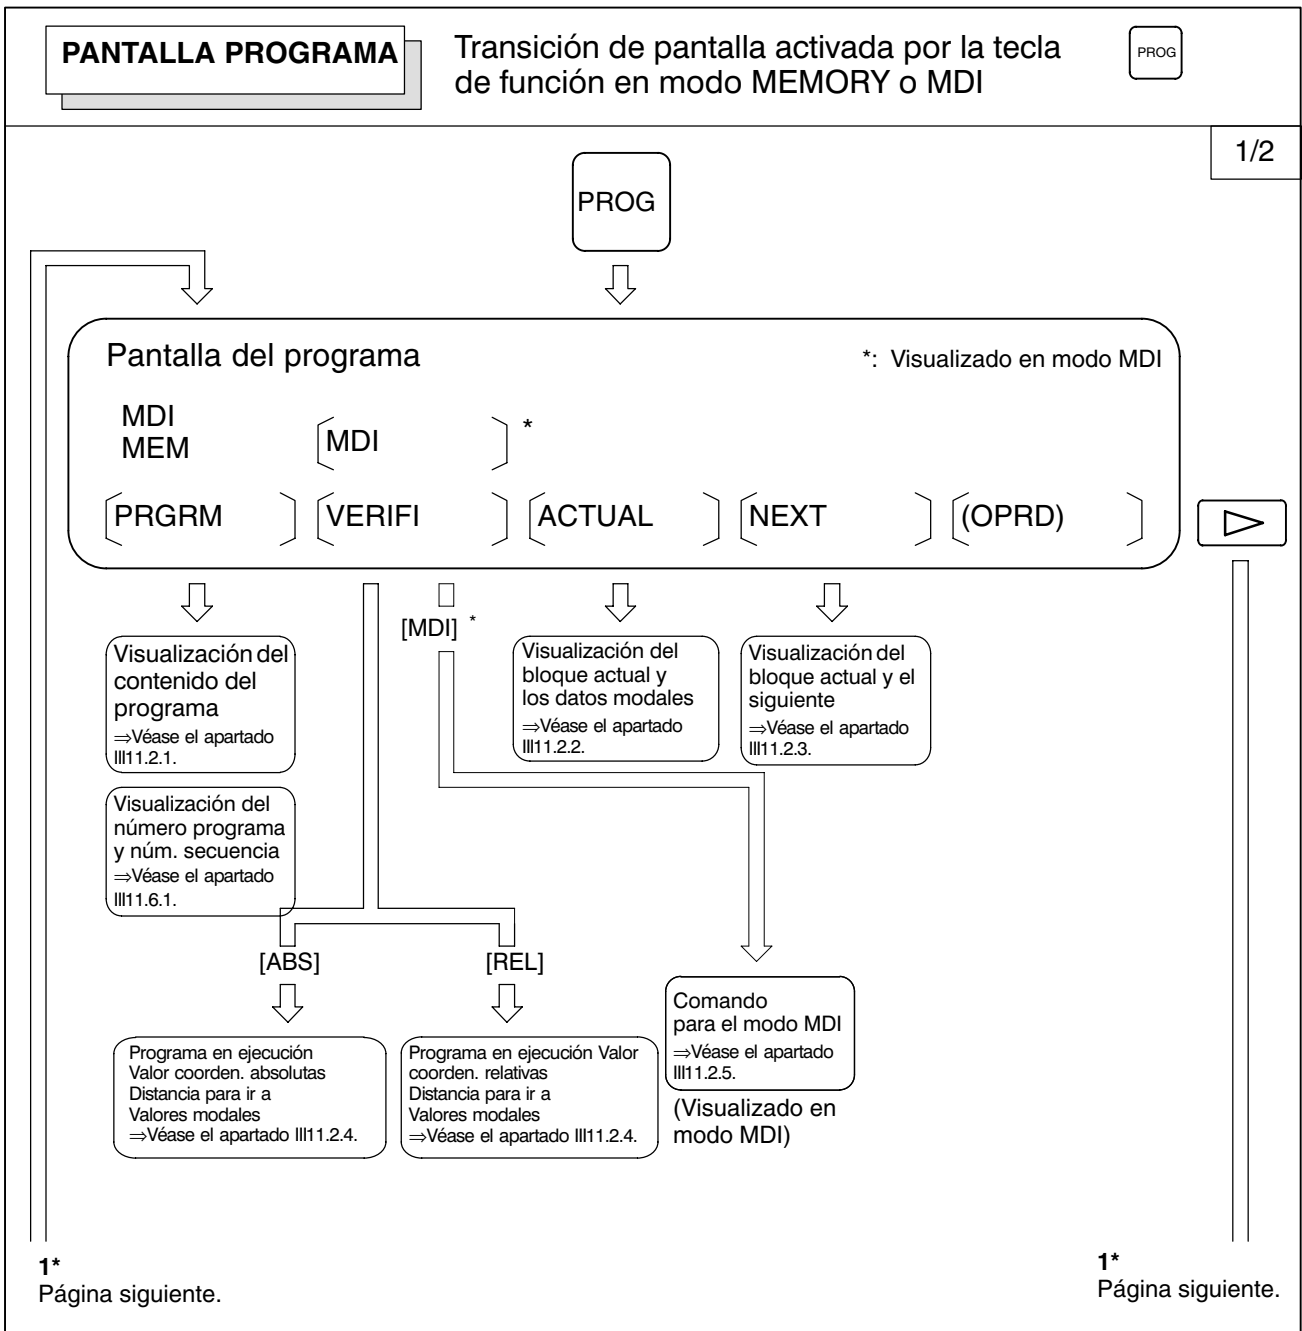 PANTALLA PROGRAMA
Transición de pantalla activada por la tecla
de función en modo MEMORY o MDI
PROG
1/2
PROG
Pantalla del programa
*: Visualizado en modo MDI
MDI
MEM
[MDI] *
[PRGRM] [VERIFI] [ACTUAL] [NEXT] [(OPRD)]
[MDI] *
Visualización del
contenido del
programa
⇒Véase el apartado
III11.2.1.
Visualización del
bloque actual y
los datos modales
⇒Véase el apartado
III11.2.2.
Visualización del
bloque actual y el
siguiente
⇒Véase el apartado
III11.2.3.
Visualización del
número programa
y núm. secuencia
⇒Véase el apartado
III11.6.1.
[ABS]
[REL]
Programa en ejecución
Valor coorden. absolutas
Distancia para ir a
Valores modales
⇒Véase el apartado III11.2.4.
Programa en ejecución Valor
coorden. relativas
Distancia para ir a
Valores modales
⇒Véase el apartado III11.2.4.
Comando
para el modo MDI
⇒Véase el apartado
III11.2.5.
(Visualizado en
modo MDI)
1*
Página siguiente.
1*
Página siguiente.